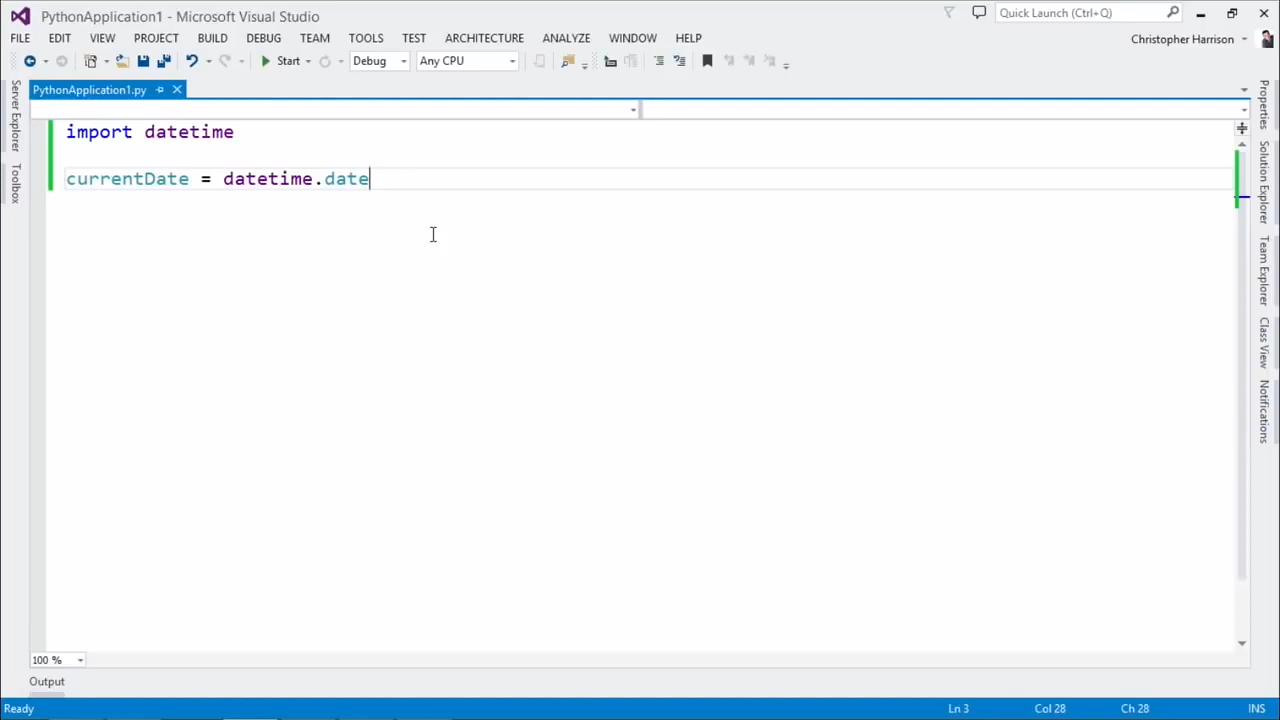 PythonApplication1 - Microsoft Visual Studio
Quick Launch (Ctrl+Q)
FILE EDIT VIEW PROJECT BUILD DEBUG TEAM TOOLS TEST ARCHITECTURE ANALYZE WINDOW HELP
Christopher Harrison
Start Debug Any CPU
PythonApplication1.py
import datetime
currentDate = datetime.date
Server Explorer
Toolbox
Properties
Solution Explorer
Team Explorer
Class View
Notifications
100 %
Output
Ready Ln 3 Col 28 Ch 28 INS